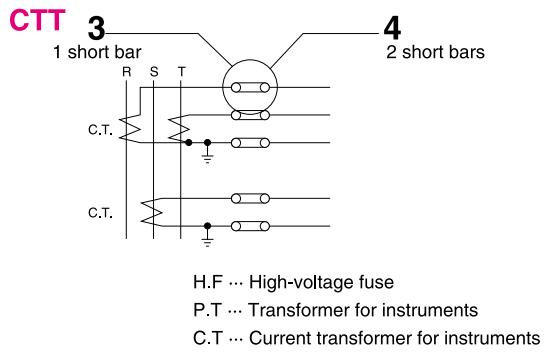 CTT
3
4
1 short bar
2 short bars
R S T
C.T.
C.T.
H.F ··· High-voltage fuse
P.T ··· Transformer for instruments
C.T ··· Current transformer for instruments